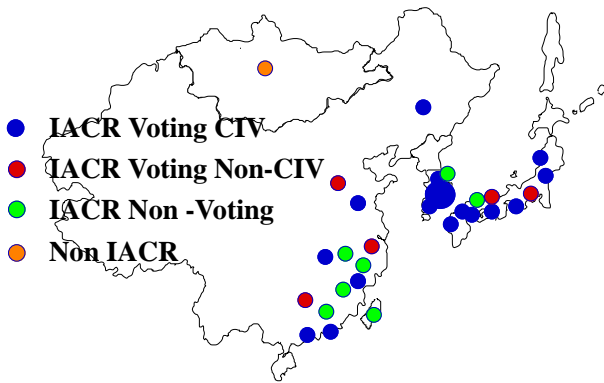 IACR Voting CIV
IACR Voting Non-CIV
IACR Non -Voting
Non IACR